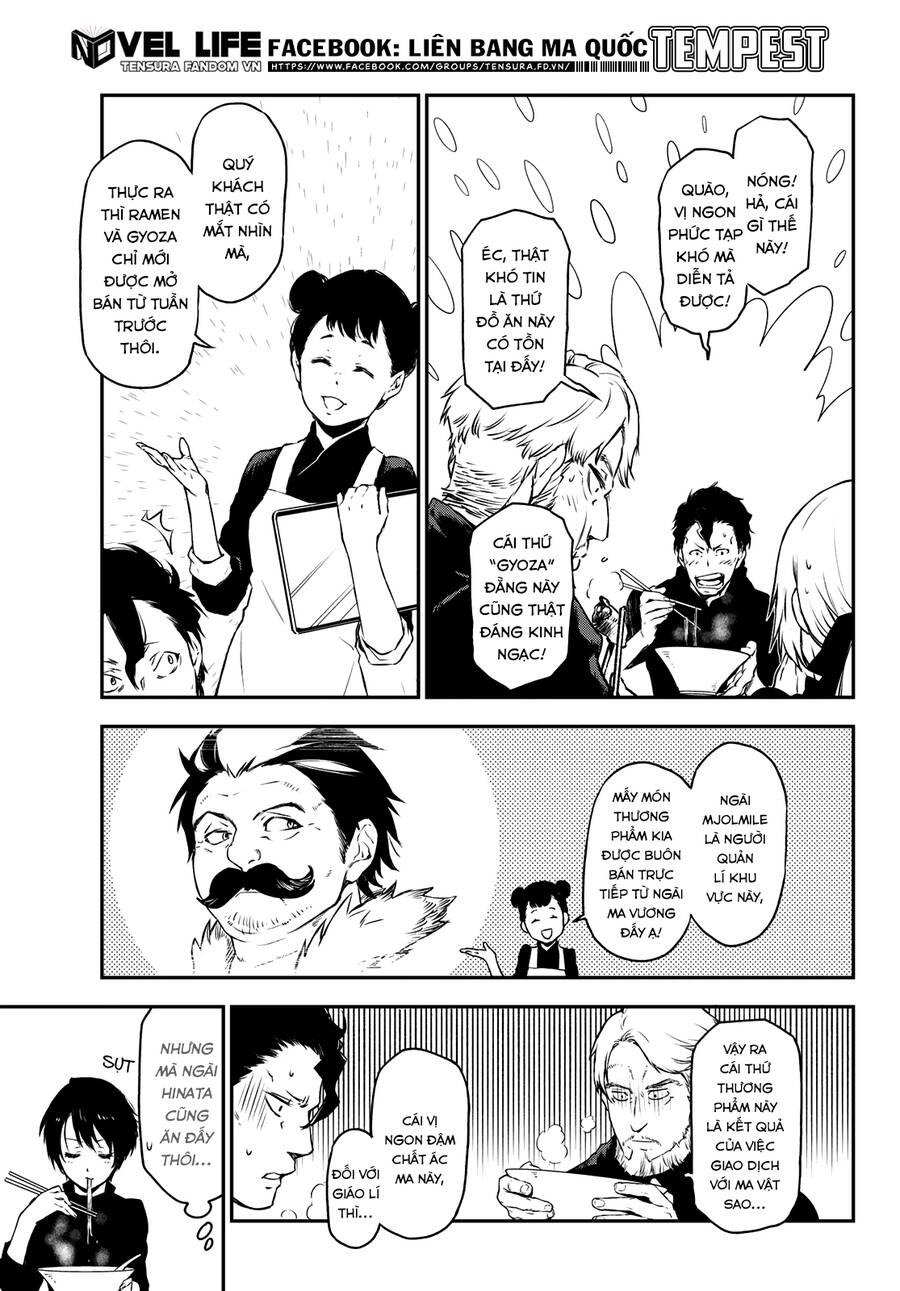 NOVEL LIFE
TENSURA FANDOM VN
FACEBOOK: LIÊN BANG MA QUỐC
HTTPS://WWW.FACEBOOK.COM/GROUPS/TENSURA.FD.VN/
TEMPEST
NÓNG!
HẢ, CÁI
GÌ THẾ
NÀY!
QUÀO,
VỊ NGON
PHỨC TẠP
KHÓ MÀ
DIỄN TẢ
ĐƯỢC!
ÉC, THẬT
KHÓ TIN
LÀ THỨ
ĐỒ ĂN NÀY
CÓ TỒN
TẠI ĐẤY!
CÁI THỨ
“GYOZA”
ĐẰNG NÀY
CŨNG THẬT
ĐÁNG KINH
NGẠC!
QUÝ
KHÁCH
THẬT CÓ
MẮT NHÌN
MÀ,
THỰC RA
THÌ RAMEN
VÀ GYOZA
CHỈ MỚI
ĐƯỢC MỞ
BÁN TỪ TUẦN
TRƯỚC
THÔI.
NGÀI
MJOLMILE
LÀ NGƯỜI
QUẢN
LÍ KHU
VỰC NÀY,
MẤY MÓN
THƯƠNG
PHẨM KIA
ĐƯỢC BUÔN
BÁN TRỰC
TIẾP TỪ NGÀI
MA VƯƠNG
ĐẤY Ạ!
VẬY RA
CÁI THỨ
THƯƠNG
PHẨM NÀY
LÀ KẾT QUẢ
CỦA VIỆC
GIAO DỊCH
VỚI MA VẬT
SAO...
CÁI VỊ
NGON ĐẬM
CHẤT ÁC
MA NÀY,
ĐỐI VỚI
GIÁO LÍ
THÌ...
NHƯNG
MÀ NGÀI
HINATA
CŨNG
ĂN ĐẤY
THÔI...
SỤT